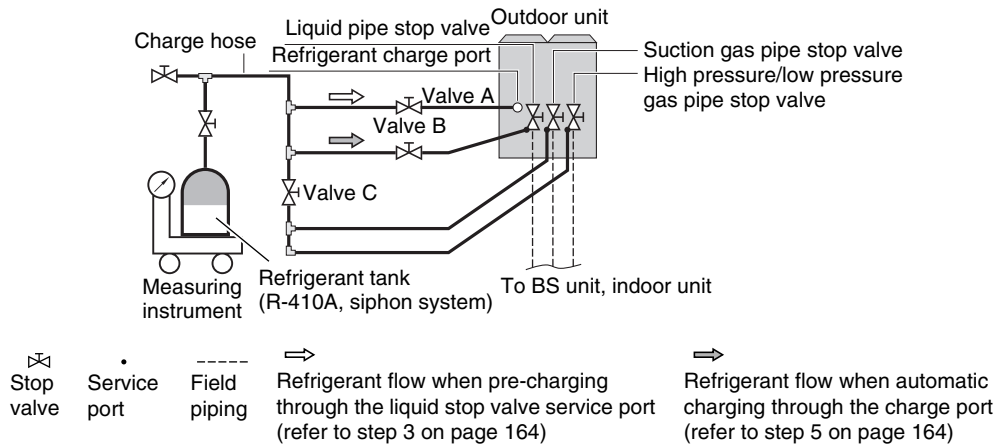 Outdoor unit
Liquid pipe stop valve
Charge hose
Refrigerant charge port
Suction gas pipe stop valve
High pressure/low pressure
gas pipe stop valve
Valve A
Valve B
Valve C
Refrigerant tank
(R-410A, siphon system)
Measuring
instrument
To BS unit, indoor unit
Stop
valve
Service
port
Field
piping
Refrigerant flow when pre-charging
through the liquid stop valve service port
(refer to step 3 on page 164)
Refrigerant flow when automatic
charging through the charge port
(refer to step 5 on page 164)